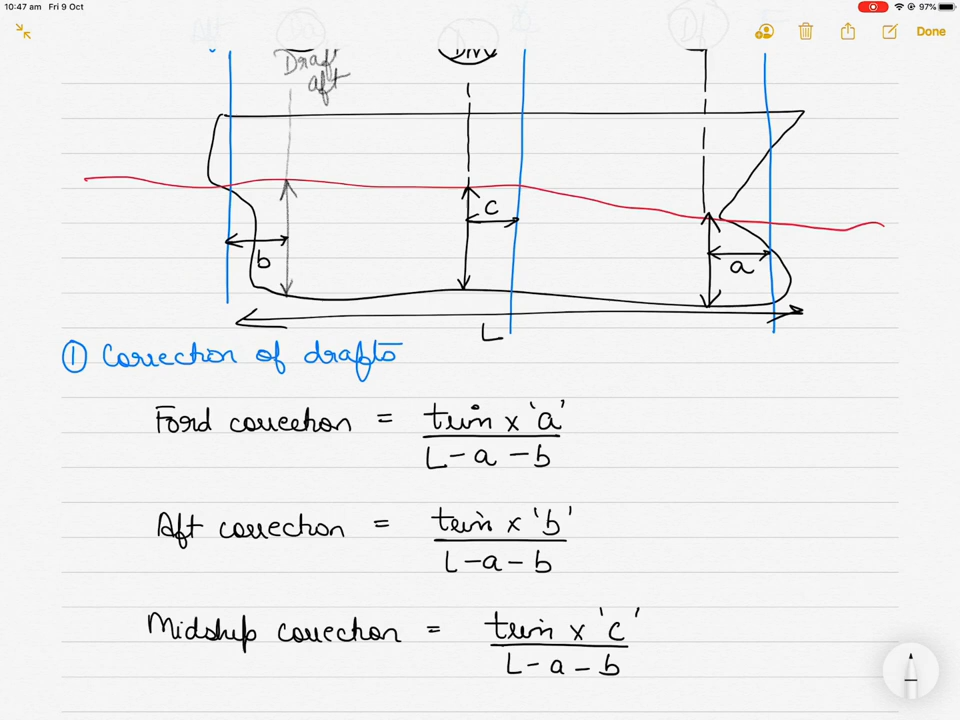 10:47 am Fri 9 Oct
97%
Done
Draft
aft
c
b
a
L
① Correction of drafts
Ford correction = trim x 'a'
L - a - b
Aft correction = trim x 'b'
L - a - b
Midship correction = trim x 'c'
L - a - b